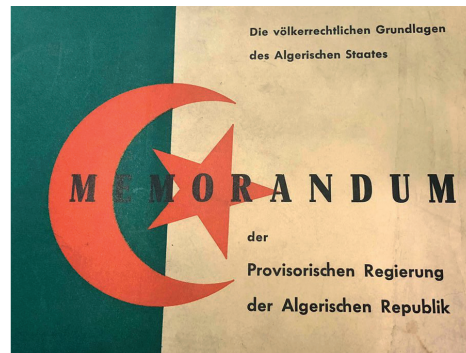 Die völkerrechtlichen Grundlagen
des Algerischen Staates
MEMORANDUM
der
Provisorischen Regierung
der Algerischen Republik